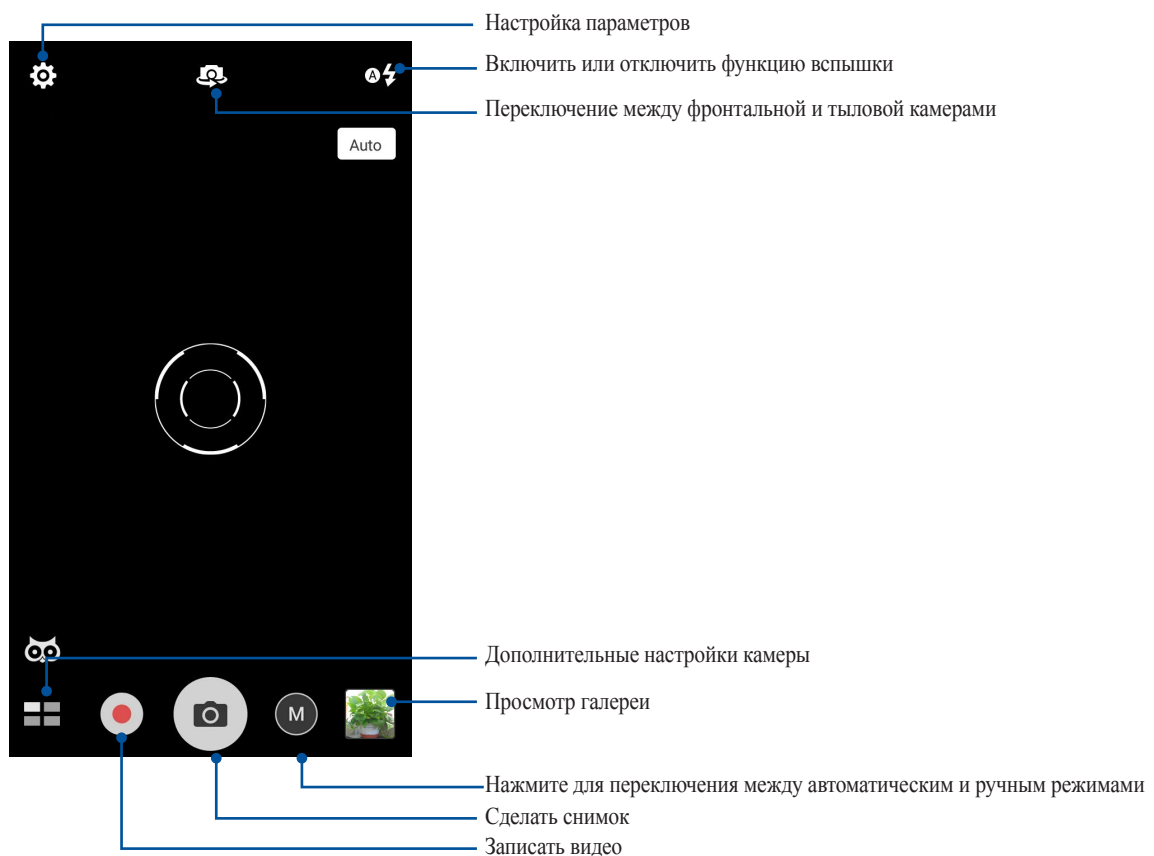 Настройка параметров
Включить или отключить функцию вспышки
A
Переключение между фронтальной и тыловой камерами
Auto
Дополнительные настройки камеры
Просмотр галереи
M
Нажмите для переключения между автоматическим и ручным режимами
Сделать снимок
Записать видео